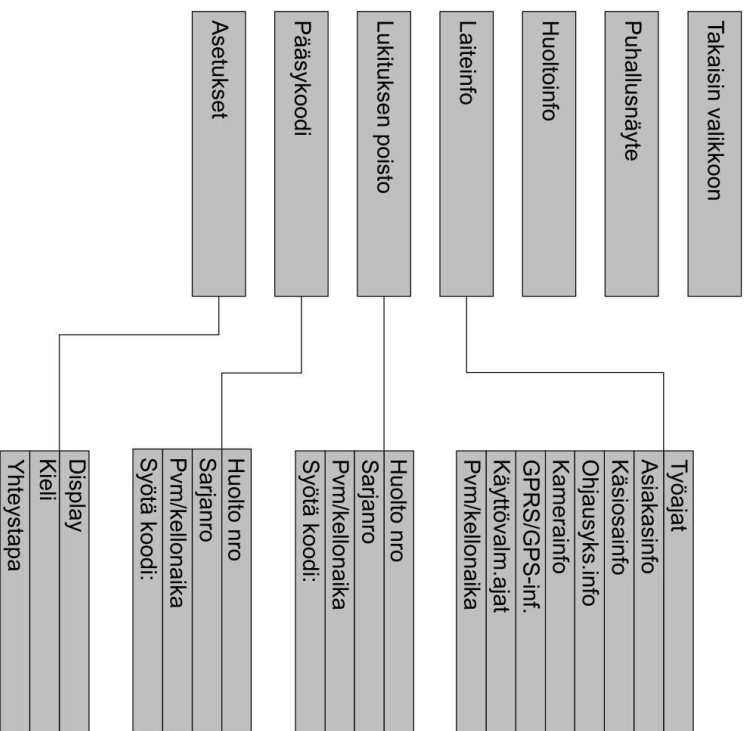 Takaisin valikkoon
Puhallusnäyte
Huoltoinfo
Laiteinfo
Lukituksen poisto
Pääsykoodi
Asetukset
Työajat
Asiakasinfo
Käsiosainfo
Ohjausyks.info
Kamerainfo
GPRS/GPS-inf.
Käyttövalm.ajat
Pvm/kellonaika
Huolto nro
Sarjanro
Pvm/kellonaika
Syötä koodi:
Huolto nro
Sarjanro
Pvm/kellonaika
Syötä koodi:
Display
Kieli
Yhteystapa